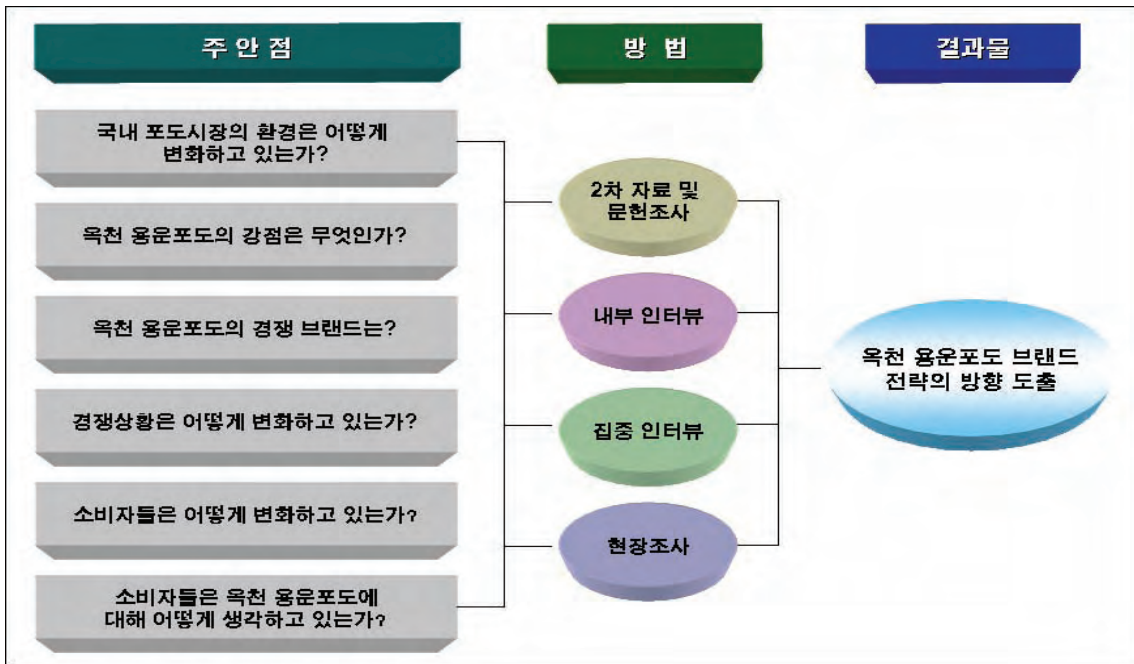 주 안 점
방 법
결과물
국내 포도시장의 환경은 어떻게
변화하고 있는가?
옥천 용운포도의 강점은 무엇인가?
옥천 용운포도의 경쟁 브랜드는?
경쟁상황은 어떻게 변화하고 있는가?
소비자들은 어떻게 변화하고 있는가?
소비자들은 옥천 용운포도에
대해 어떻게 생각하고 있는가?
2차 자료 및
문헌조사
내부 인터뷰
집중 인터뷰
현장조사
옥천 용운포도 브랜드
전략의 방향 도출